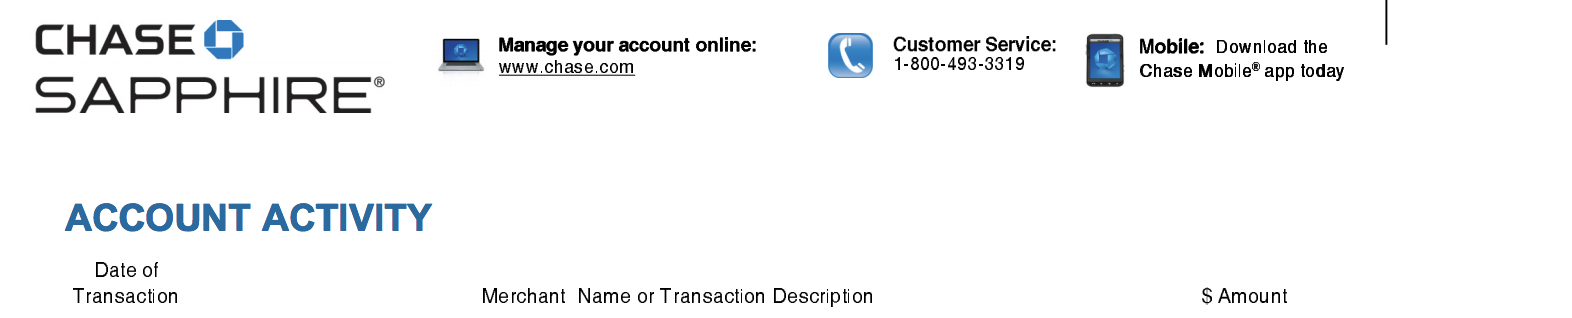 CHASE
SAPPHIRE®
Manage your account online:
www.chase.com
Customer Service:
1-800-493-3319
Mobile: Download the
Chase Mobile® app today
ACCOUNT ACTIVITY
Date of
Transaction
Merchant Name or Transaction Description
$ Amount